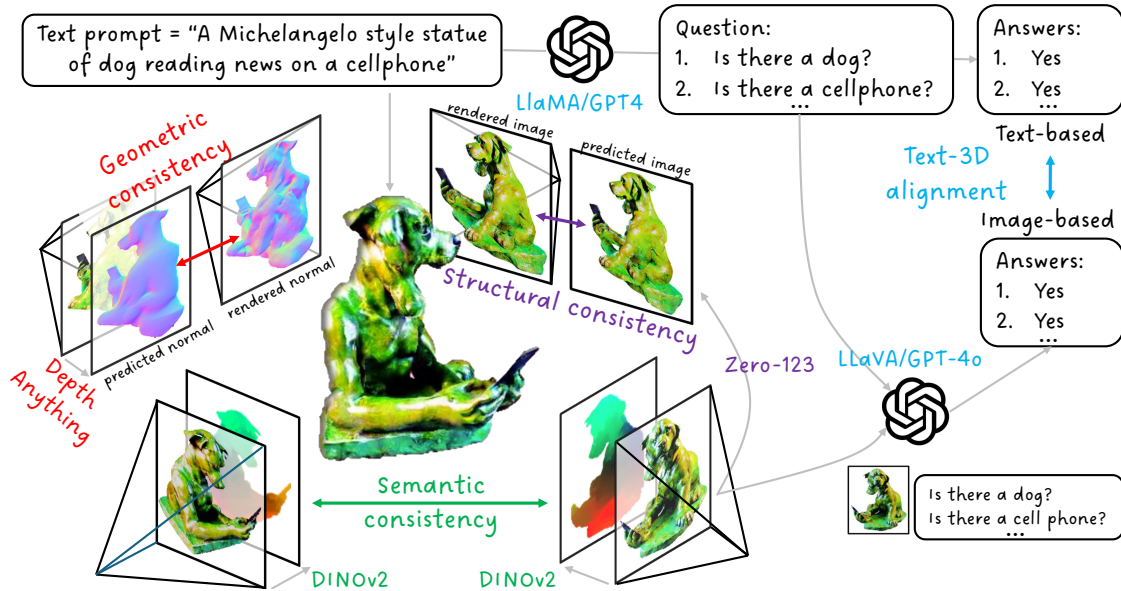 Text prompt = “A Michelangelo style statue
of dog reading news on a cellphone”
LlaMA/GPT4
Question:
1. Is there a dog?
2. Is there a cellphone?
...
Answers:
1. Yes
2. Yes
...
Text-based
Text-3D
alignment
Image-based
Answers:
1. Yes
2. Yes
...
Geometric
consistency
rendered normal
predicted normal
Depth
Anything
rendered image
predicted image
Structural consistency
Zero-123
LLaVA/GPT-4o
Semantic
consistency
DINOv2
DINOv2
Is there a dog?
Is there a cell phone?
...